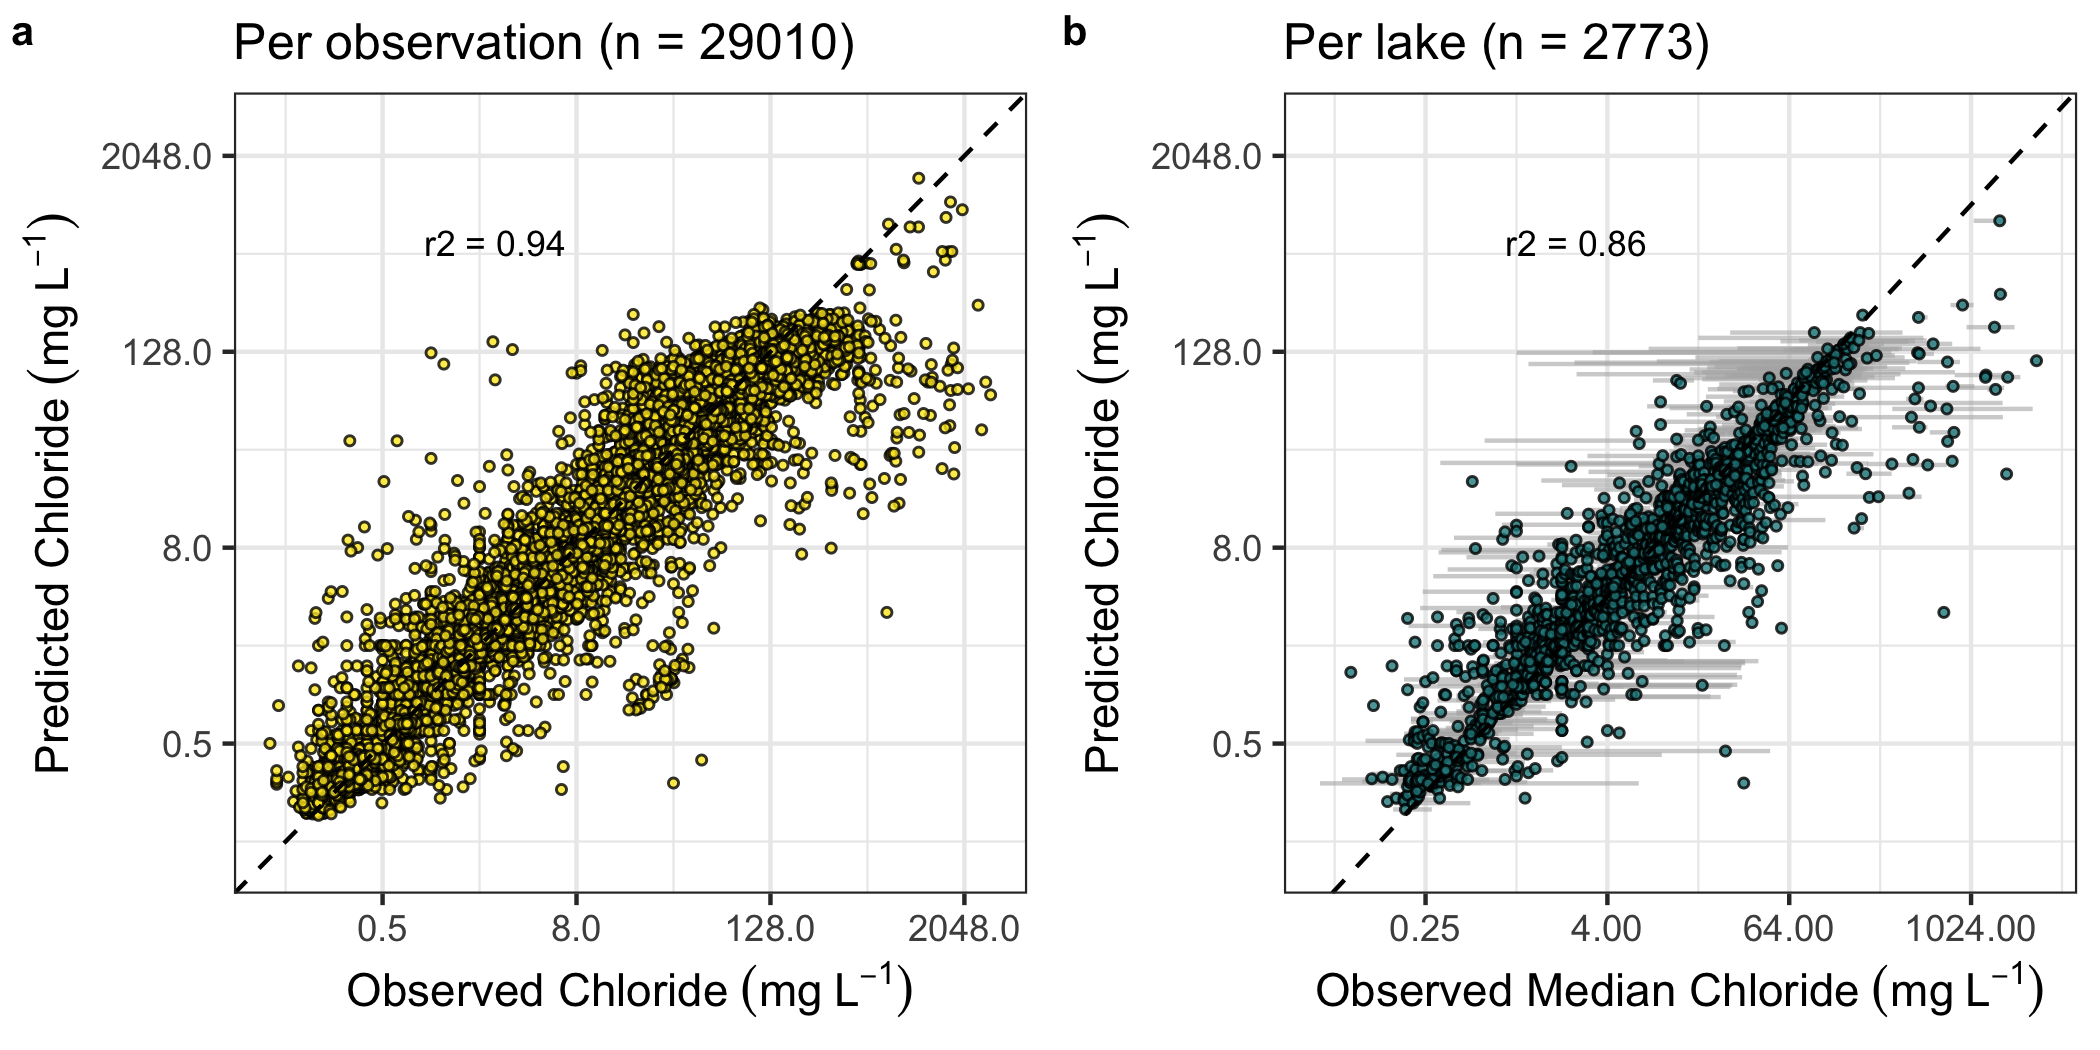 a
Per observation (n = 29010)
2048.0
128.0
8.0
0.5
Predicted Chloride (mg L−1)
r2 = 0.94
0.5 8.0 128.0 2048.0
Observed Chloride (mg L−1)
b
Per lake (n = 2773)
2048.0
128.0
8.0
0.5
Predicted Chloride (mg L−1)
r2 = 0.86
0.25 4.00 64.00 1024.00
Observed Median Chloride (mg L−1)